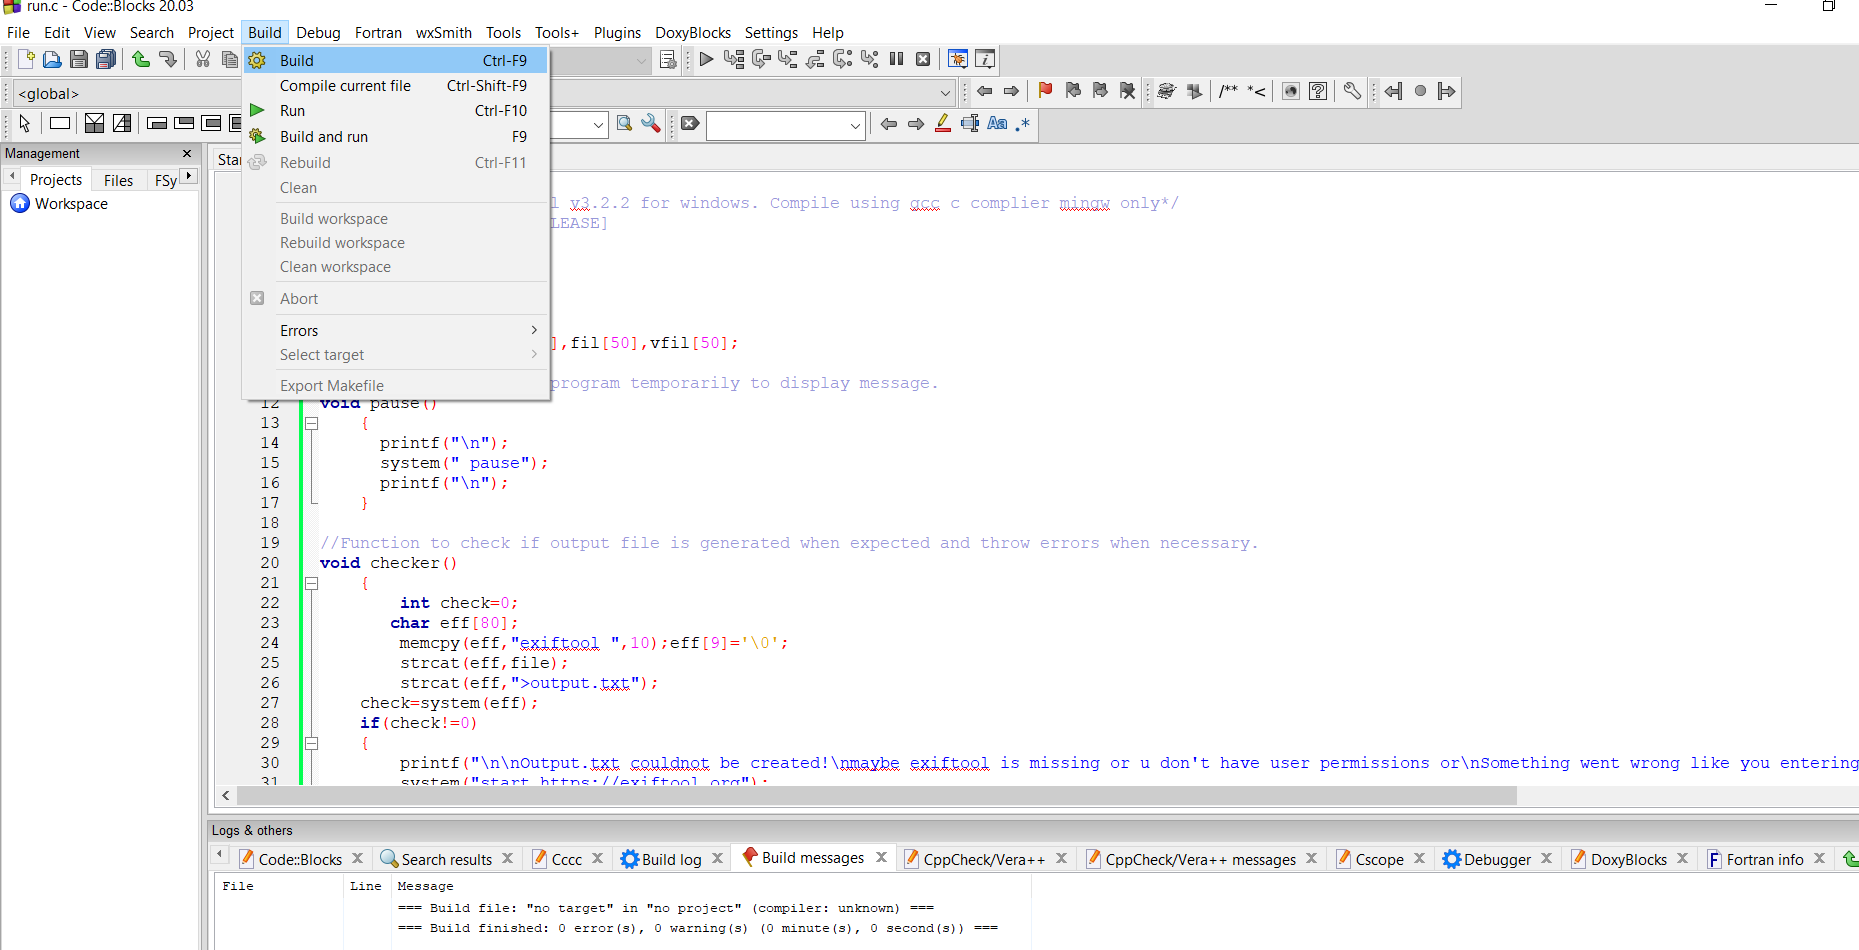 run.c - Code::Blocks 20.03
File Edit View Search Project Build Debug Fortran wxSmith Tools Tools+ Plugins DoxyBlocks Settings Help
Build Ctrl-F9
Compile current file Ctrl-Shift-F9
Run Ctrl-F10
Build and run F9
Rebuild Ctrl-F11
Clean
Build workspace
Rebuild workspace
Clean workspace
Abort
Errors
Select target
Export Makefile
<global>
/** *<
Aa .*
Management
Projects Files FSy
Workspace
Star
l v3.2.2 for windows. Compile using gcc c complier mingw only*/
LEASE]
],fil[50],vfil[50];
program temporarily to display message.
12 void pause()
13 {
14 printf("\n");
15 system(" pause");
16 printf("\n");
17 }
18
19 //Function to check if output file is generated when expected and throw errors when necessary.
20 void checker()
21 {
22 int check=0;
23 char eff[80];
24 memcpy(eff,"exiftool ",10);eff[9]='\0';
25 strcat(eff,file);
26 strcat(eff,">output.txt");
27 check=system(eff);
28 if(check!=0)
29 {
30 printf("\n\nOutput.txt couldnot be created!\nmaybe exiftool is missing or u don't have user permissions or\nSomething went wrong like you entering
31 system("start https://exiftool.org");
Logs & others
Code::Blocks Search results Cccc Build log Build messages CppCheck/Vera++ CppCheck/Vera++ messages Cscope Debugger DoxyBlocks Fortran info
File Line Message
=== Build file: "no target" in "no project" (compiler: unknown) ===
=== Build finished: 0 error(s), 0 warning(s) (0 minute(s), 0 second(s)) ===